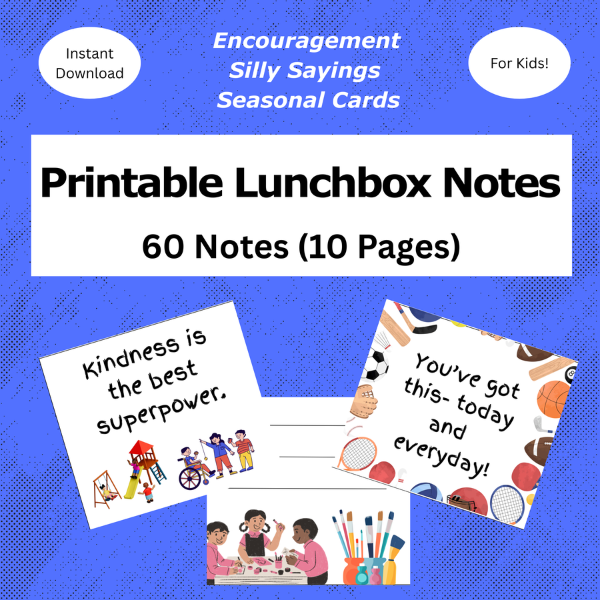 Instant
Download
Encouragement
Silly Sayings
Seasonal Cards
For Kids!
Printable Lunchbox Notes
60 Notes (10 Pages)
Kindness is
the best
superpower.
You've got
this- today
and
everyday!